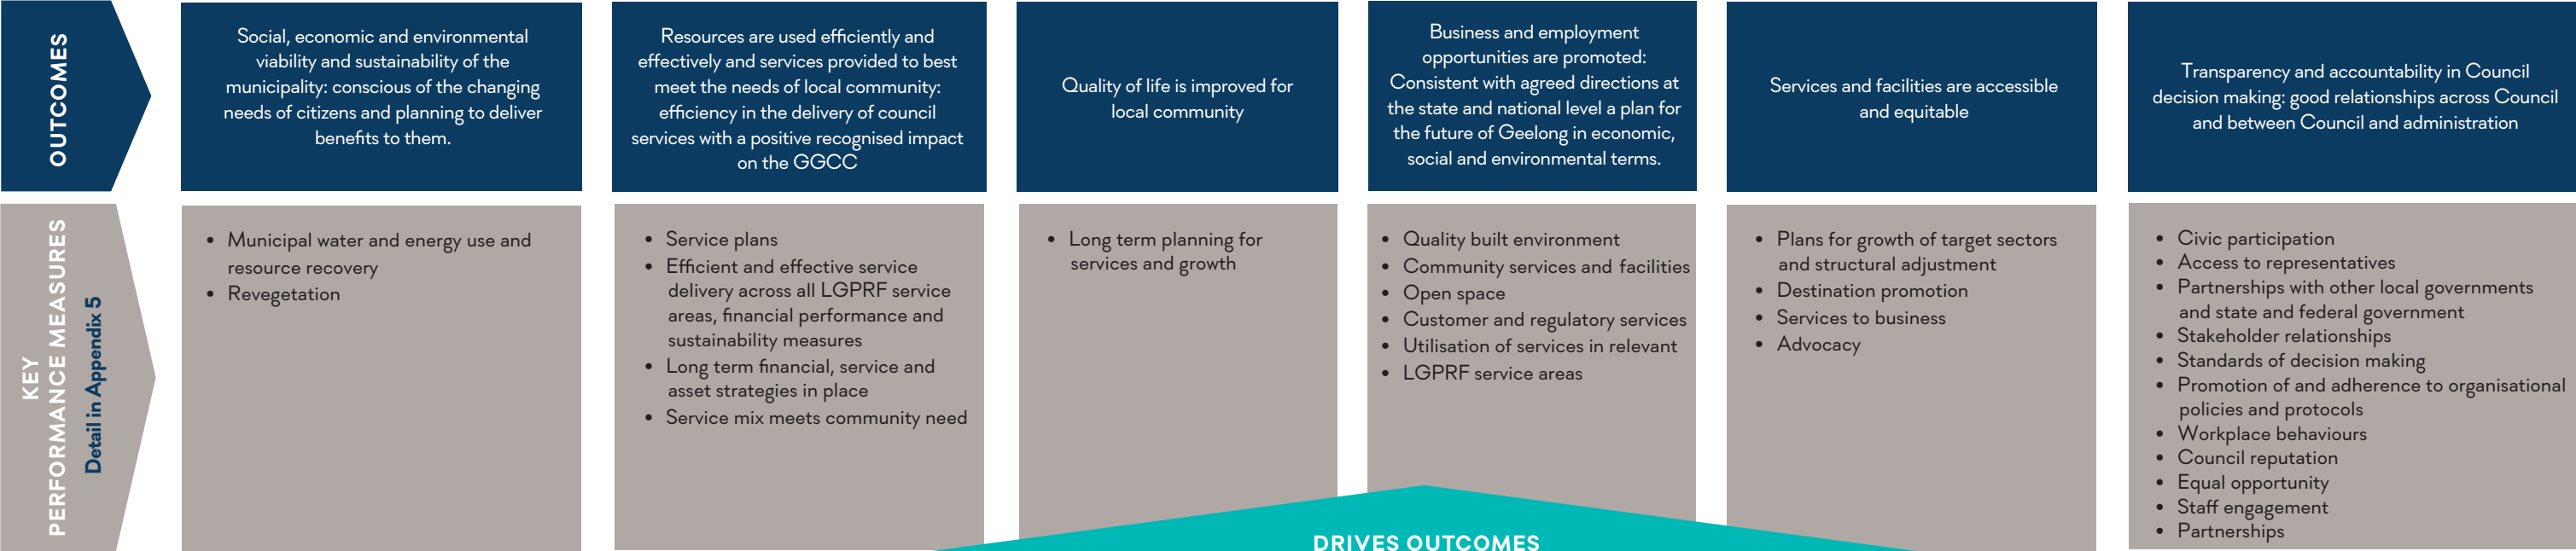 OUTCOMES
Social, economic and environmental
viability and sustainability of the
municipality: conscious of the changing
needs of citizens and planning to deliver
benefits to them.
Resources are used efficiently and
effectively and services provided to best
meet the needs of local community:
efficiency in the delivery of council
services with a positive recognised impact
on the GGCC
Quality of life is improved for
local community
Business and employment
opportunities are promoted:
Consistent with agreed directions at
the state and national level a plan for
the future of Geelong in economic,
social and environmental terms.
Services and facilities are accessible
and equitable
Transparency and accountability in Council
decision making: good relationships across Council
and between Council and administration
KEY
PERFORMANCE MEASURES
Detail in Appendix 5
• Municipal water and energy use and
resource recovery
• Revegetation
• Service plans
• Efficient and effective service
delivery across all LGPRF service
areas, financial performance and
sustainability measures
• Long term financial, service and
asset strategies in place
• Service mix meets community need
• Long term planning for
services and growth
• Quality built environment
• Community services and facilities
• Open space
• Customer and regulatory services
• Utilisation of services in relevant
• LGPRF service areas
• Plans for growth of target sectors
and structural adjustment
• Destination promotion
• Services to business
• Advocacy
• Civic participation
• Access to representatives
• Partnerships with other local governments
and state and federal government
• Stakeholder relationships
• Standards of decision making
• Promotion of and adherence to organisational
policies and protocols
• Workplace behaviours
• Council reputation
• Equal opportunity
• Staff engagement
• Partnerships
DRIVES OUTCOMES